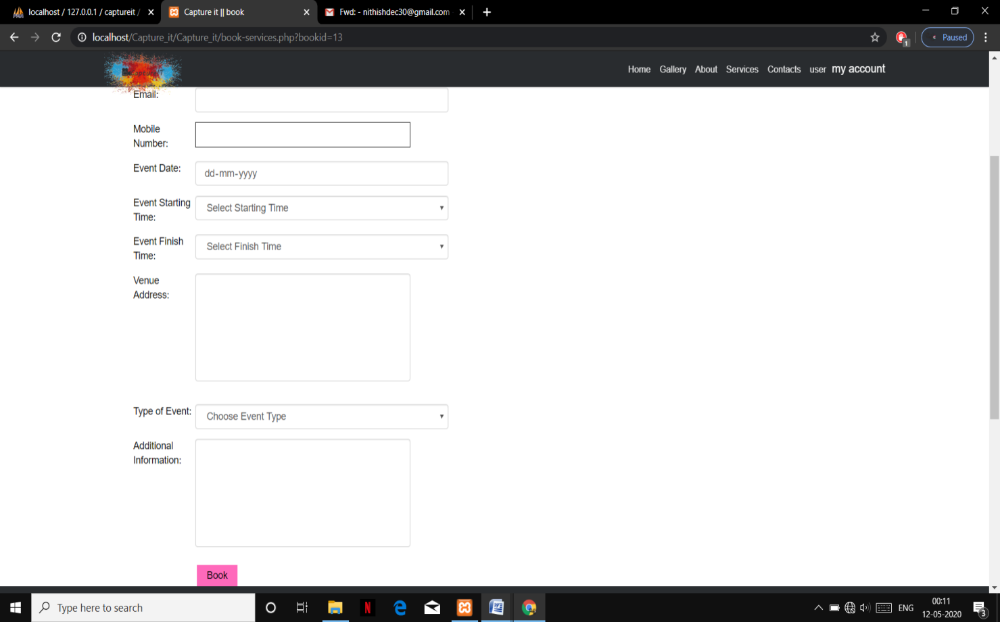 localhost / 127.0.0.1 / captureit /
Capture it || book
Fwd: - nithishdec30@gmail.com
localhost/Capture_it/Capture_it/book-services.php?bookid=13
1
Paused
Home Gallery About Services Contacts user my account
Email:
Mobile
Number:
Event Date:
dd-mm-yyyy
Event Starting
Time:
Select Starting Time
Event Finish
Time:
Select Finish Time
Venue
Address:
Type of Event:
Choose Event Type
Additional
Information:
Book
Type here to search
N
W
ENG
00:11
12-05-2020
3